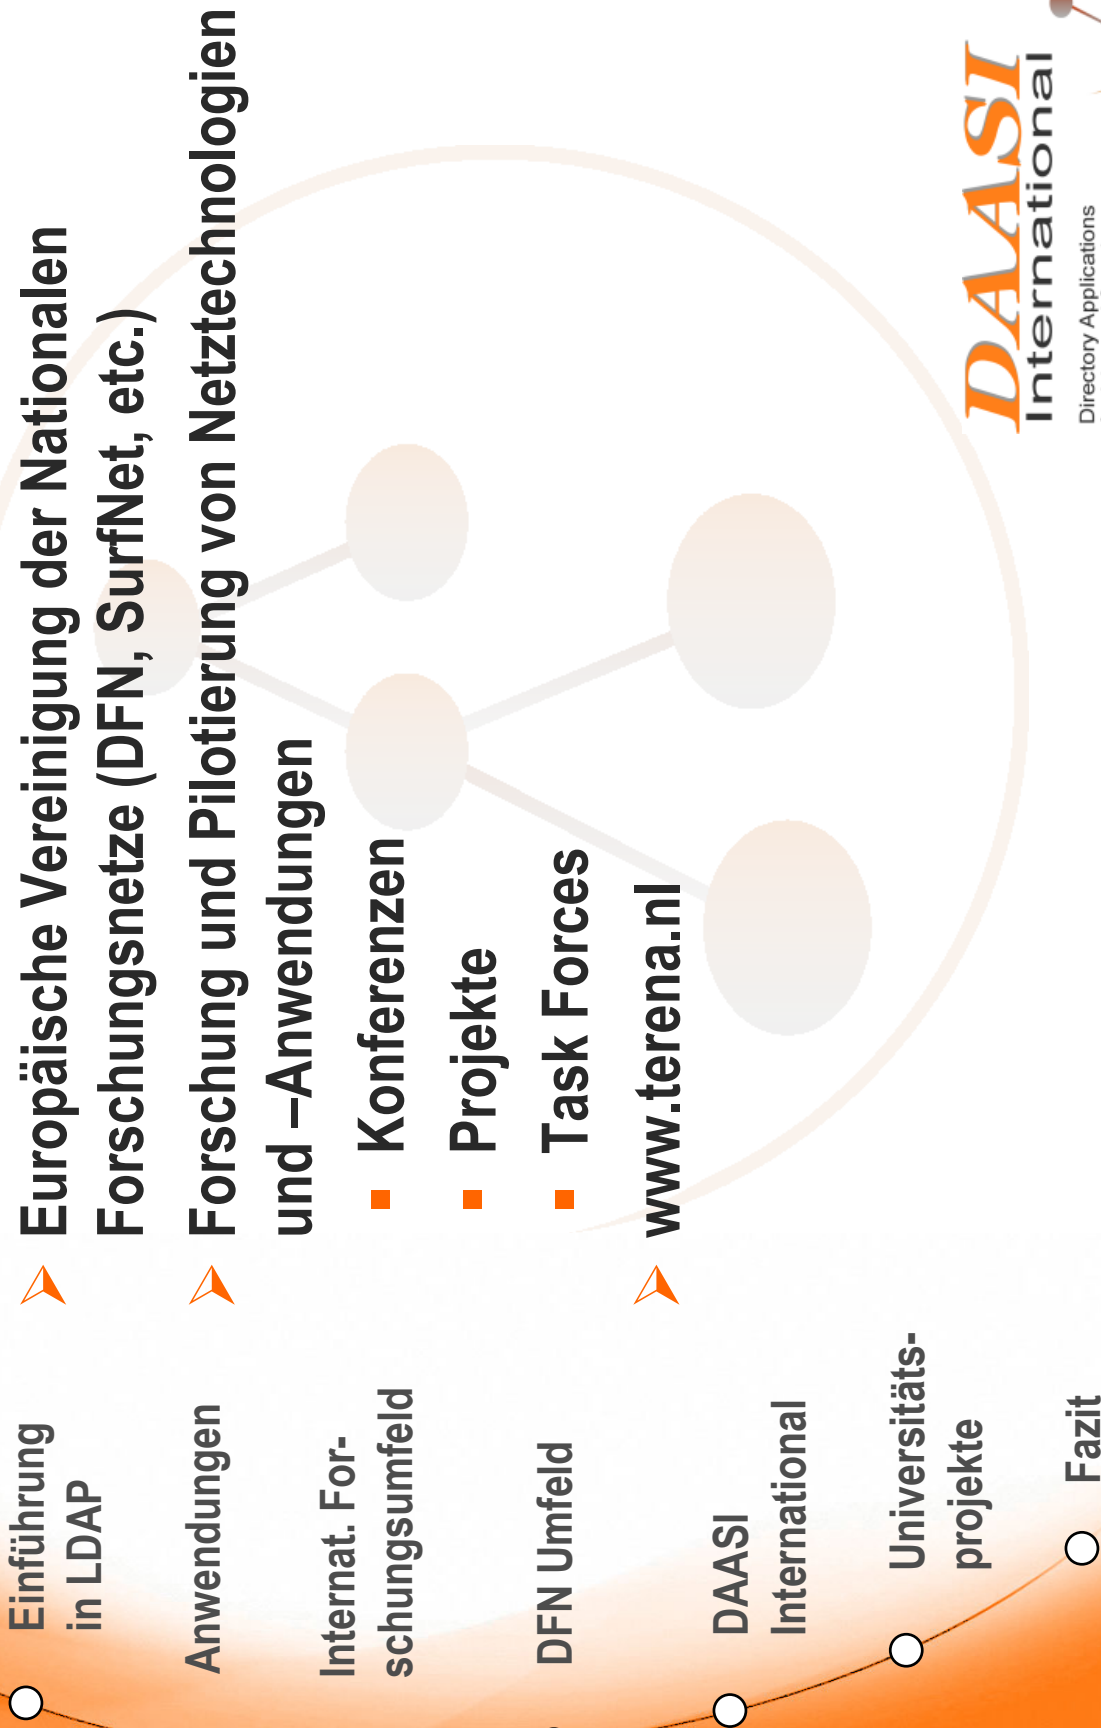 Europäische Vereinigung der Nationalen
Forschungsnetze (DFN, SurfNet, etc.)
Forschung und Pilotierung von Netztechnologien
und –Anwendungen
Konferenzen
Projekte
Task Forces
www.terena.nl
Einführung
in LDAP
Anwendungen
Internat. For-
schungsumfeld
DFN Umfeld
DAASI
International
Universitäts-
projekte
Fazit
DAASI
International
Directory Applications